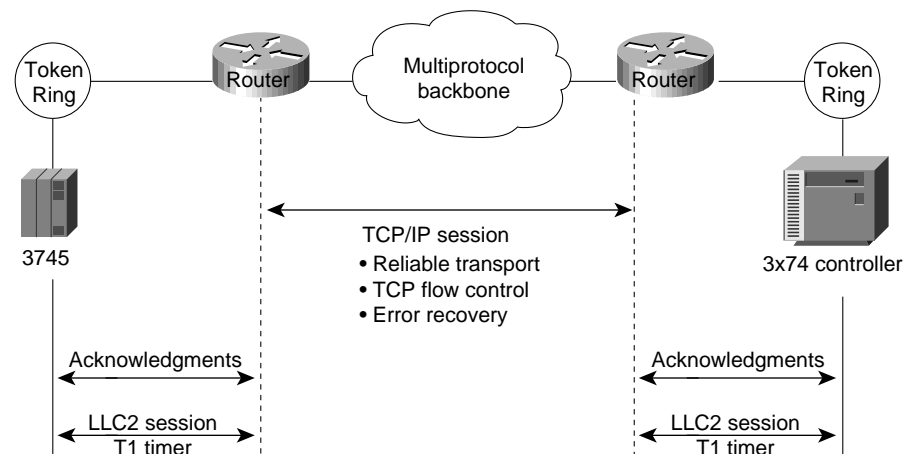 Token
Ring
Router
Multiprotocol
backbone
Router
Token
Ring
3745
TCP/IP session
• Reliable transport
• TCP flow control
• Error recovery
3x74 controller
Acknowledgments
Acknowledgments
LLC2 session
T1 timer
LLC2 session
T1 timer